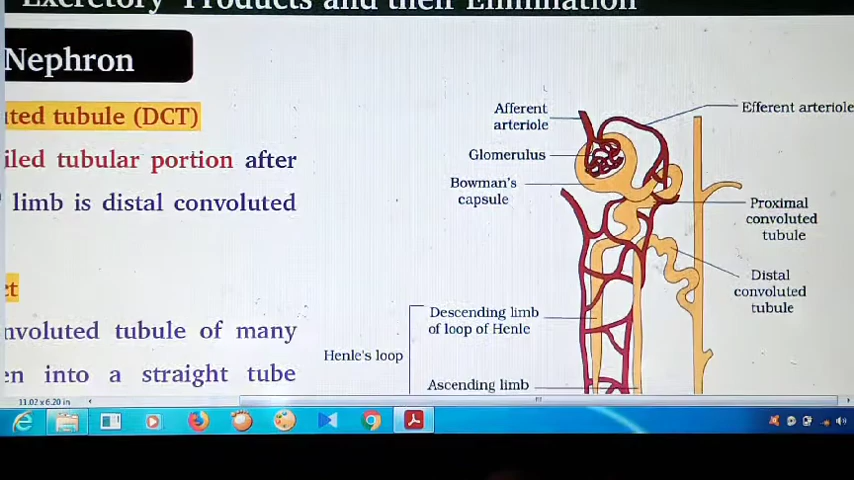 Excretory Products and their Elimination
Nephron
uted tubule (DCT)
iled tubular portion after
limb is distal convoluted
ct
nvoluted tubule of many
en into a straight tube
Afferent
arteriole
Efferent arteriole
Glomerulus
Bowman's
capsule
Proximal
convoluted
tubule
Distal
convoluted
tubule
Descending limb
of loop of Henle
Henle's loop
Ascending limb
11.02 x 6.20 in